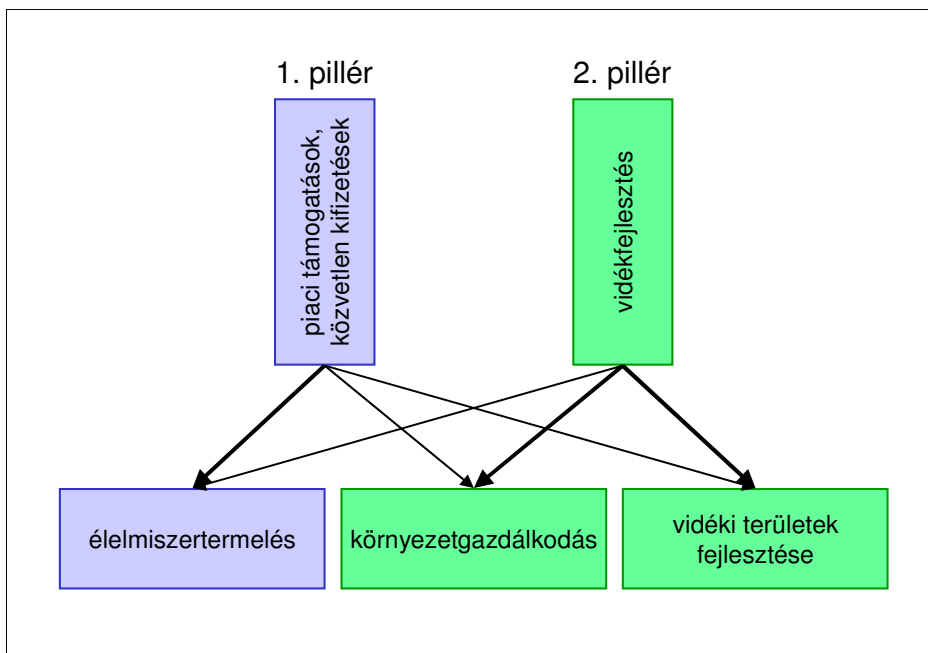 1. pillér
2. pillér
piaci támogatások,
közvetlen kifizetések
vidékfejlesztés
élelmiszertermelés
környezetgazdálkodás
vidéki területek
fejlesztése